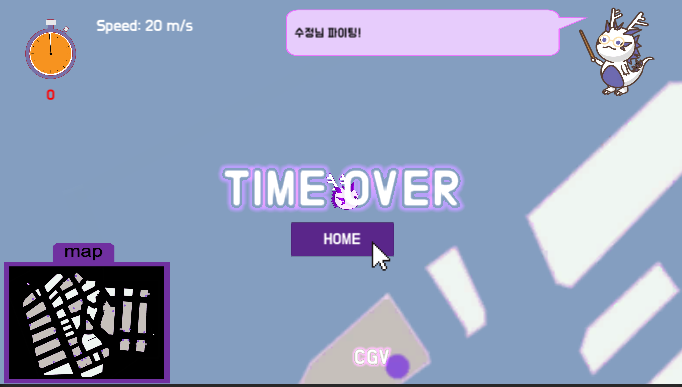 Speed: 20 m/s
수정님 파이팅!
0
TIME OVER
HOME
map
CGV